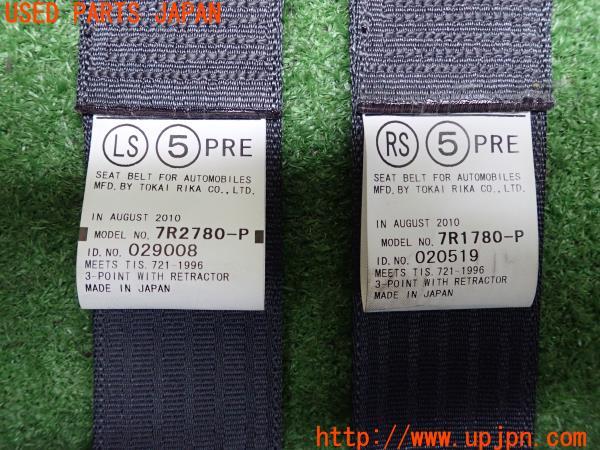 USED PARTS JAPAN
LS 5 PRE
SEAT BELT FOR AUTOMOBILES
MFD. BY TOKAI RIKA CO., LTD.
IN AUGUST 2010
MODEL NO. 7R2780-P
ID. NO. 029008
MEETS TIS. 721-1996
3-POINT WITH RETRACTOR
MADE IN JAPAN
RS 5 PRE
SEAT BELT FOR AUTOMOBILES
MFD. BY TOKAI RIKA CO., LTD.
IN AUGUST 2010
MODEL NO. 7R1780-P
ID. NO. 020519
MEETS TIS. 721-1996
3-POINT WITH RETRACTOR
MADE IN JAPAN
http://www.upjpn.com/